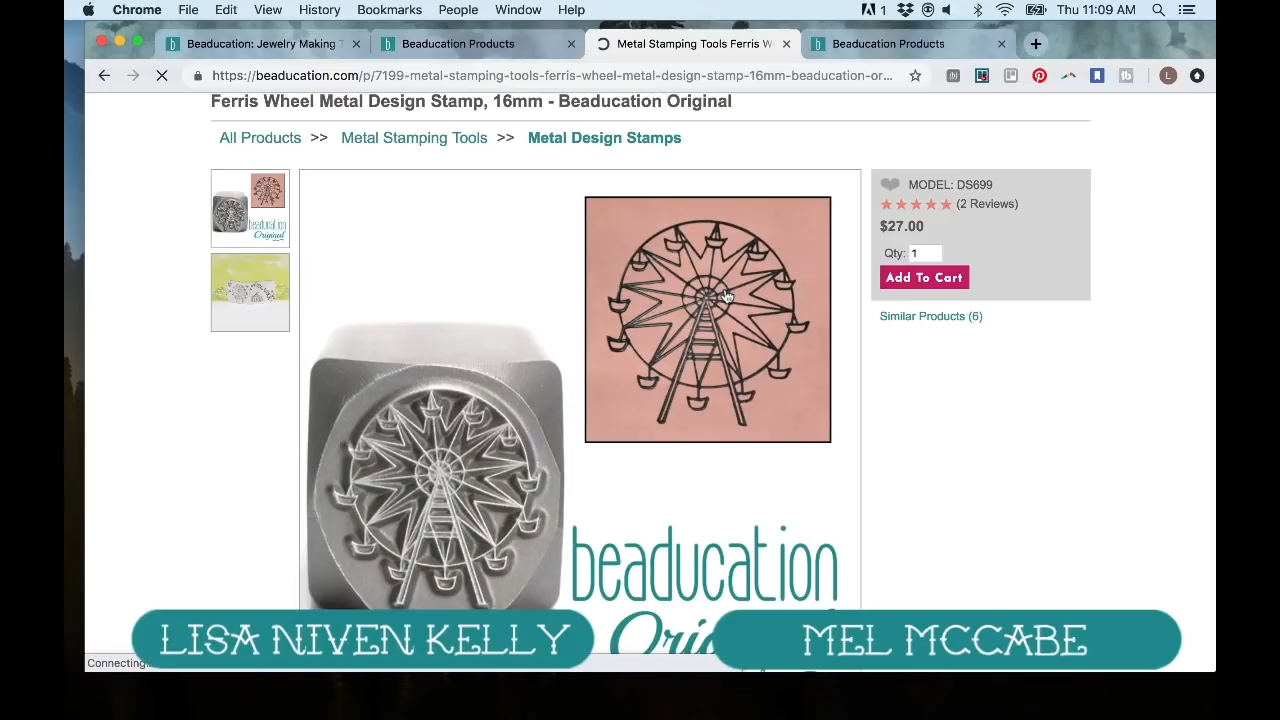 Chrome File Edit View History Bookmarks People Window Help
1
Thu 11:09 AM
Beaducation: Jewelry Making T
Beaducation Products
Metal Stamping Tools Ferris W
Beaducation Products
https://beaducation.com/p/7199-metal-stamping-tools-ferris-wheel-metal-design-stamp-16mm-beaducation-or...
L
Ferris Wheel Metal Design Stamp, 16mm - Beaducation Original
All Products >> Metal Stamping Tools >> Metal Design Stamps
beaducation
Original
MODEL: DS699
(2 Reviews)
$27.00
Qty: 1
Add To Cart
Similar Products (6)
beaducation
LISA NIVEN KELLY
MEL MCCABE
Connecting...